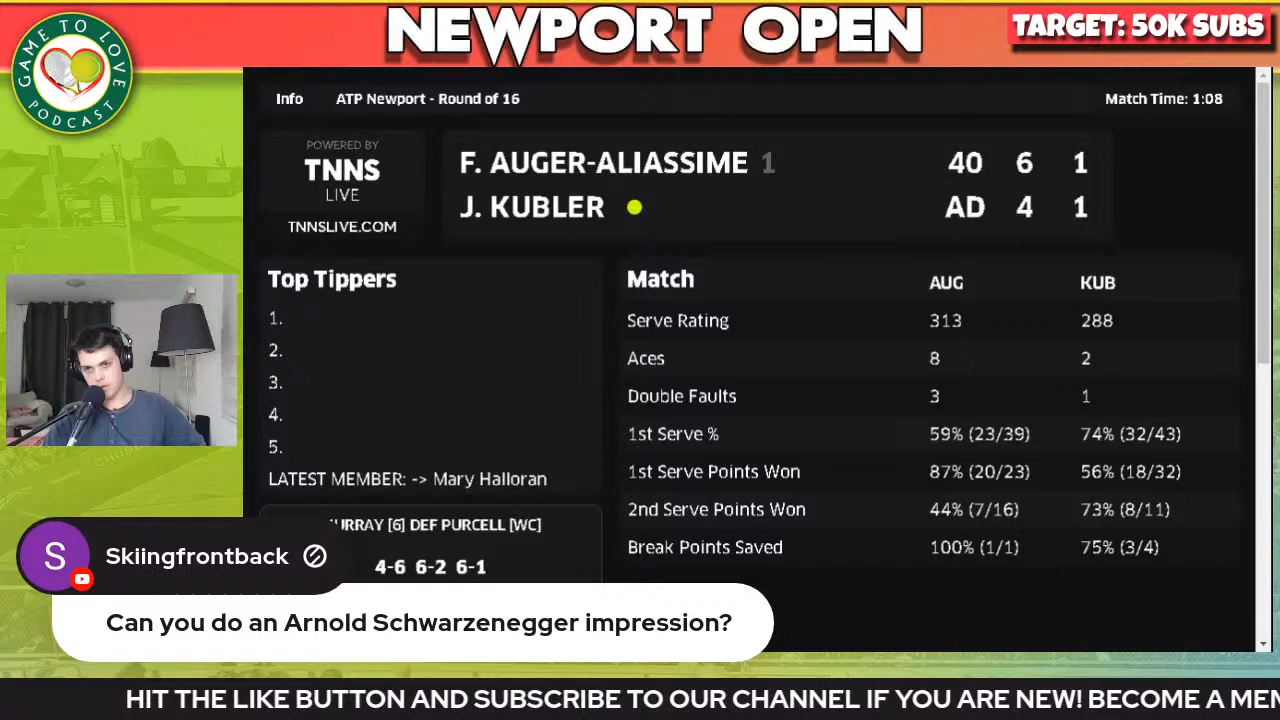 GAME TO LOVE
PODCAST
NEWPORT OPEN
TARGET: 50K SUBS
Info ATP Newport - Round of 16 Match Time: 1:08
POWERED BY
TNNS
LIVE
TNNSLIVE.COM
F. AUGER-ALIASSIME 1 40 6 1
J. KUBLER AD 4 1
Top Tippers
1.
2.
3.
4.
5.
LATEST MEMBER: -> Mary Halloran
URRAY [6] DEF PURCELL [WC]
4-6 6-2 6-1
Match AUG KUB
Serve Rating 313 288
Aces 8 2
Double Faults 3 1
1st Serve % 59% (23/39) 74% (32/43)
1st Serve Points Won 87% (20/23) 56% (18/32)
2nd Serve Points Won 44% (7/16) 73% (8/11)
Break Points Saved 100% (1/1) 75% (3/4)
S
Skiingfrontback
Can you do an Arnold Schwarzenegger impression?
HIT THE LIKE BUTTON AND SUBSCRIBE TO OUR CHANNEL IF YOU ARE NEW! BECOME A MEM